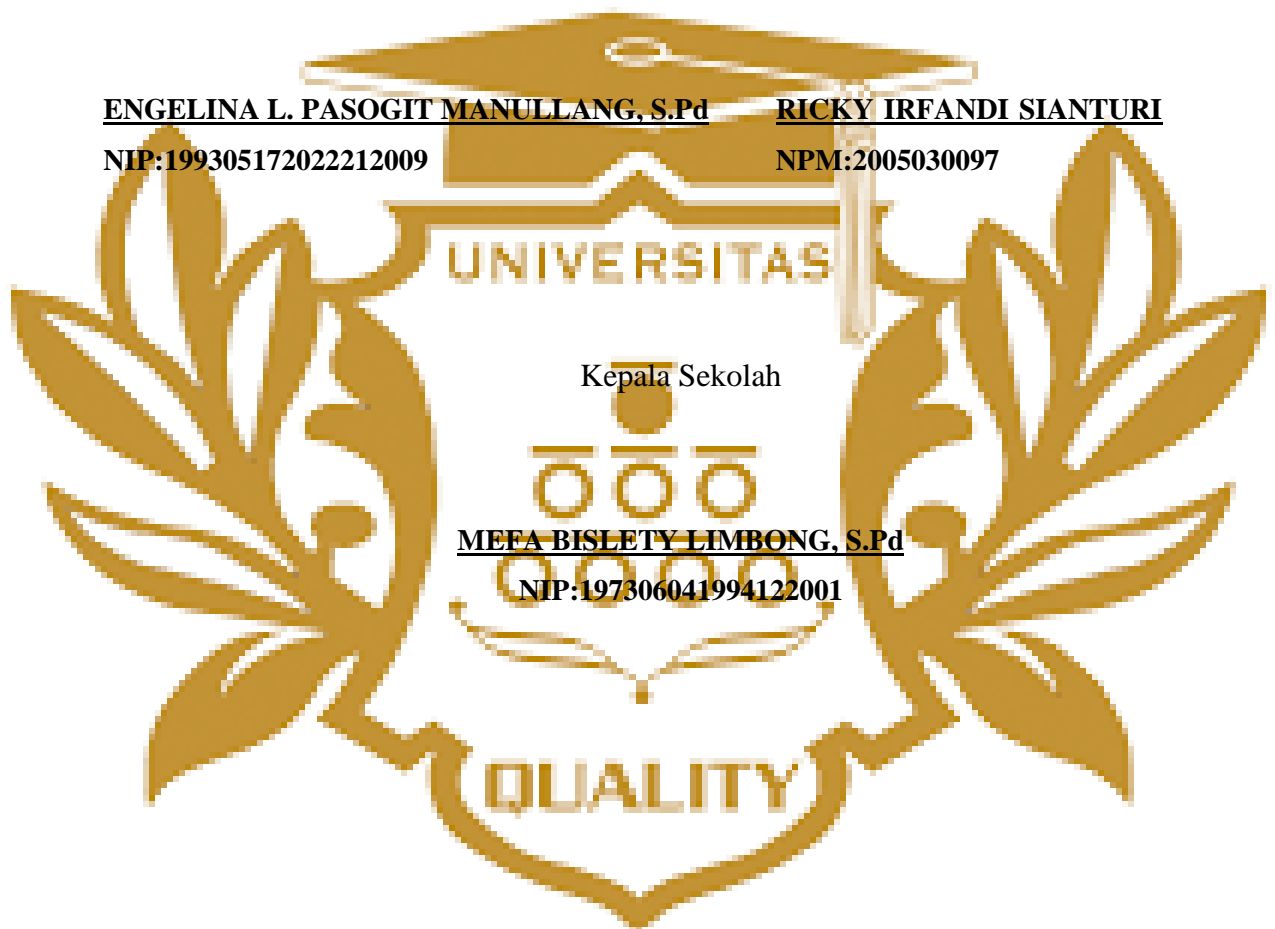 ENGELINA L. PASOGIT MANULLANG, S.Pd RICKY IRFANDI SIANTURI
NIP:199305172022212009 NPM:2005030097
UNIVERSITAS
Kepala Sekolah
MEFA BISLETY LIMBONG, S.Pd
NIP:197306041994122001
QUALITY